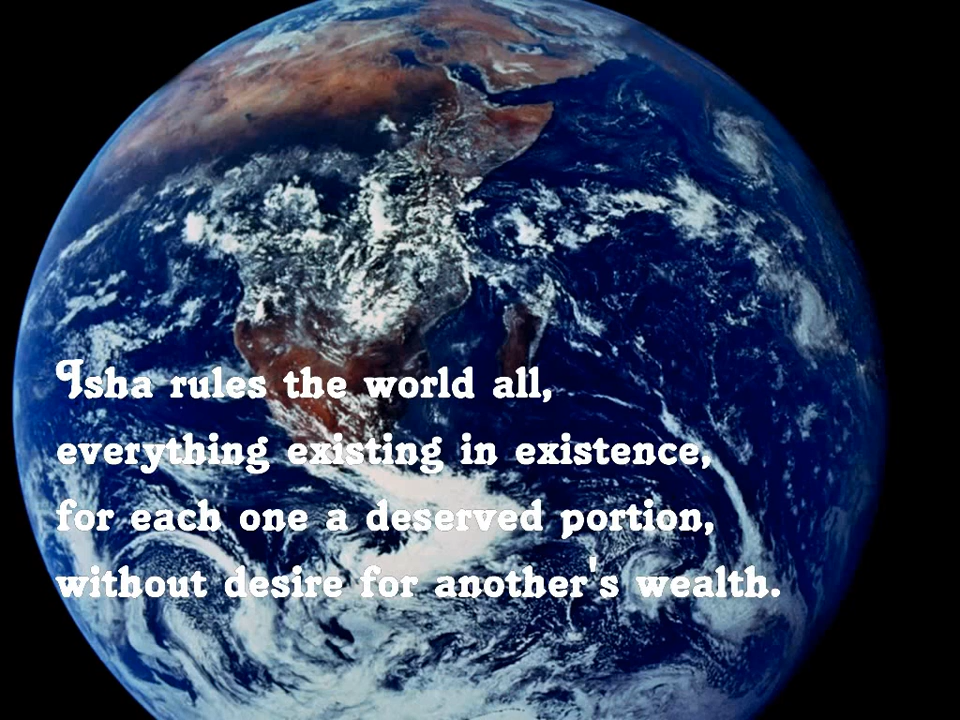 Isha rules the world all,
everything existing in existence,
for each one a deserved portion,
without desire for another's wealth.